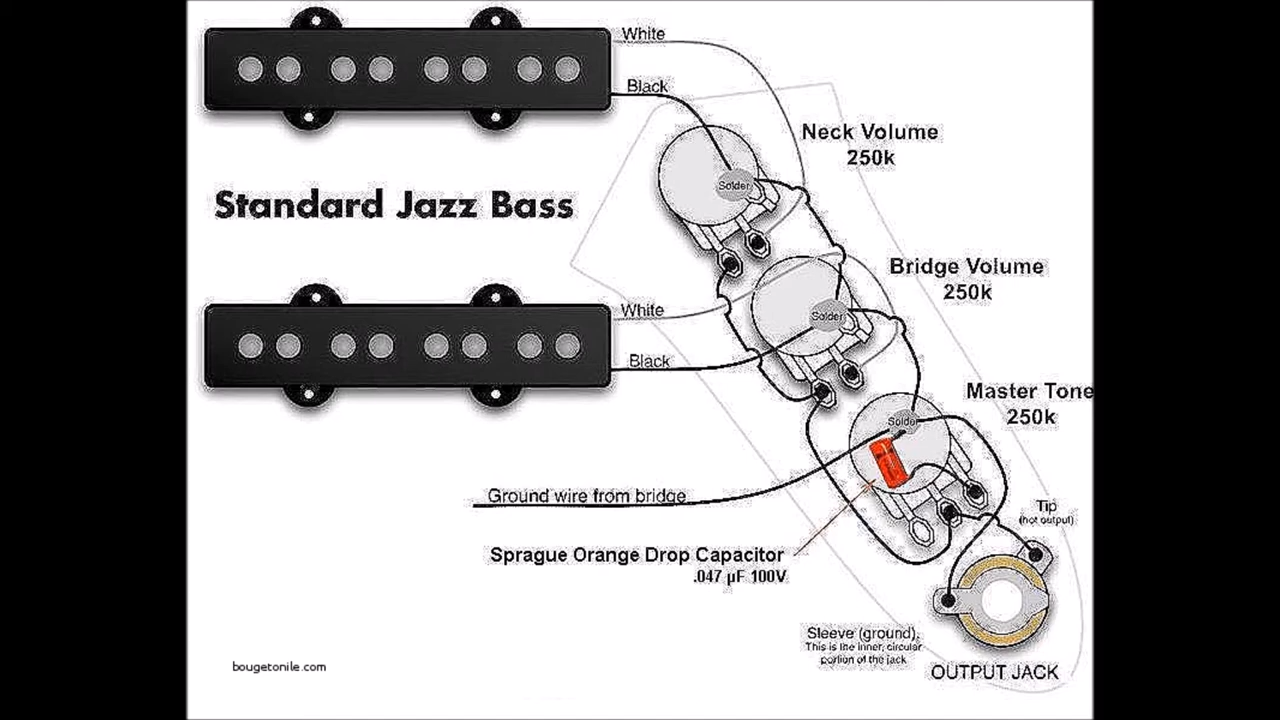 White
Black
Neck Volume
250k
Solder
Standard Jazz Bass
Bridge Volume
250k
White
Solder
Black
Master Tone
250k
Solder
Ground wire from bridge
Tip
(hot output)
Sprague Orange Drop Capacitor
.047 µF 100V
Sleeve (ground).
This is the inner, circular
portion of the jack
bougetonile.com
OUTPUT JACK